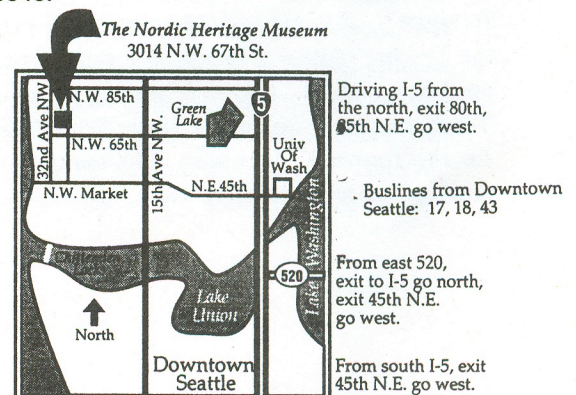 The Nordic Heritage Museum
3014 N.W. 67th St.
32nd Ave NW
N.W. 85th
N.W. 65th
N.W. Market
15th Ave N.W.
Green
Lake
5
Univ
Of
Wash
N.E.45th
Lake Washington
520
Lake
Union
North
Downtown
Seattle
Driving I-5 from
the north, exit 80th,
85th N.E. go west.
Buslines from Downtown
Seattle: 17, 18, 43
From east 520,
exit to I-5 go north,
exit 45th N.E.
go west.
From south I-5, exit
45th N.E. go west.